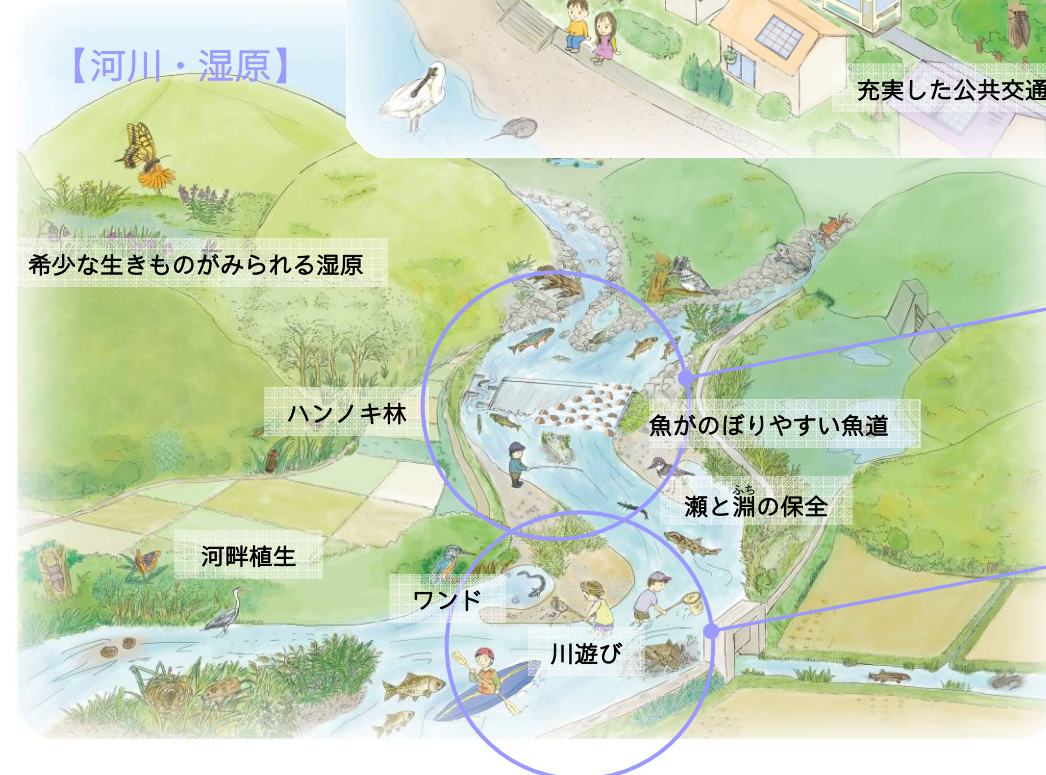 【河川・湿原】
充実した公共交通
希少な生きものがみられる湿原
ハンノキ林
魚がのぼりやすい魚道
瀬と淵の保全
ふち
河畔植生
ワンド
川遊び